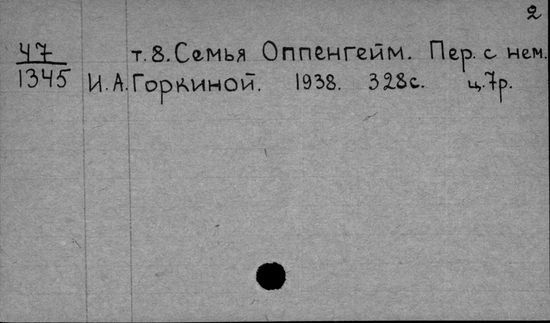 2
47 т. 8. Семья Оппенгейм. Пер. с нем.
1345 И. А. Горкиной. 1938. 328с. ц. 7р.